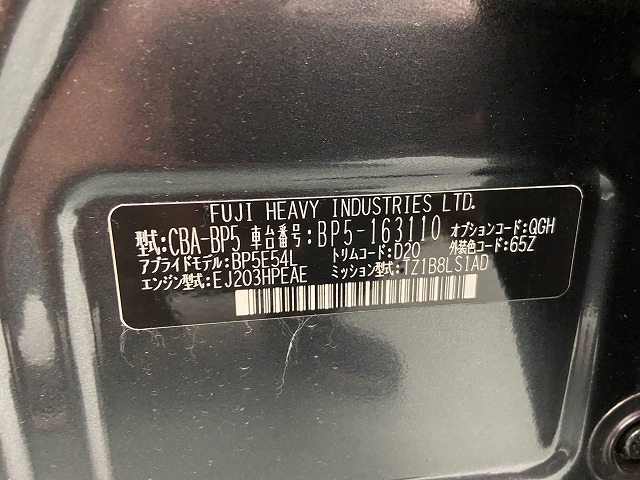 FUJI HEAVY INDUSTRIES LTD.
型式:CBA-BP5 車台番号:BP5-163110 オプションコード:QGH
アプライドモデル:BP5E54L トリムコード:D20 外装色コード:65Z
エンジン型式:EJ203HPEAE ミッション型式:TZ1B8LS1AD